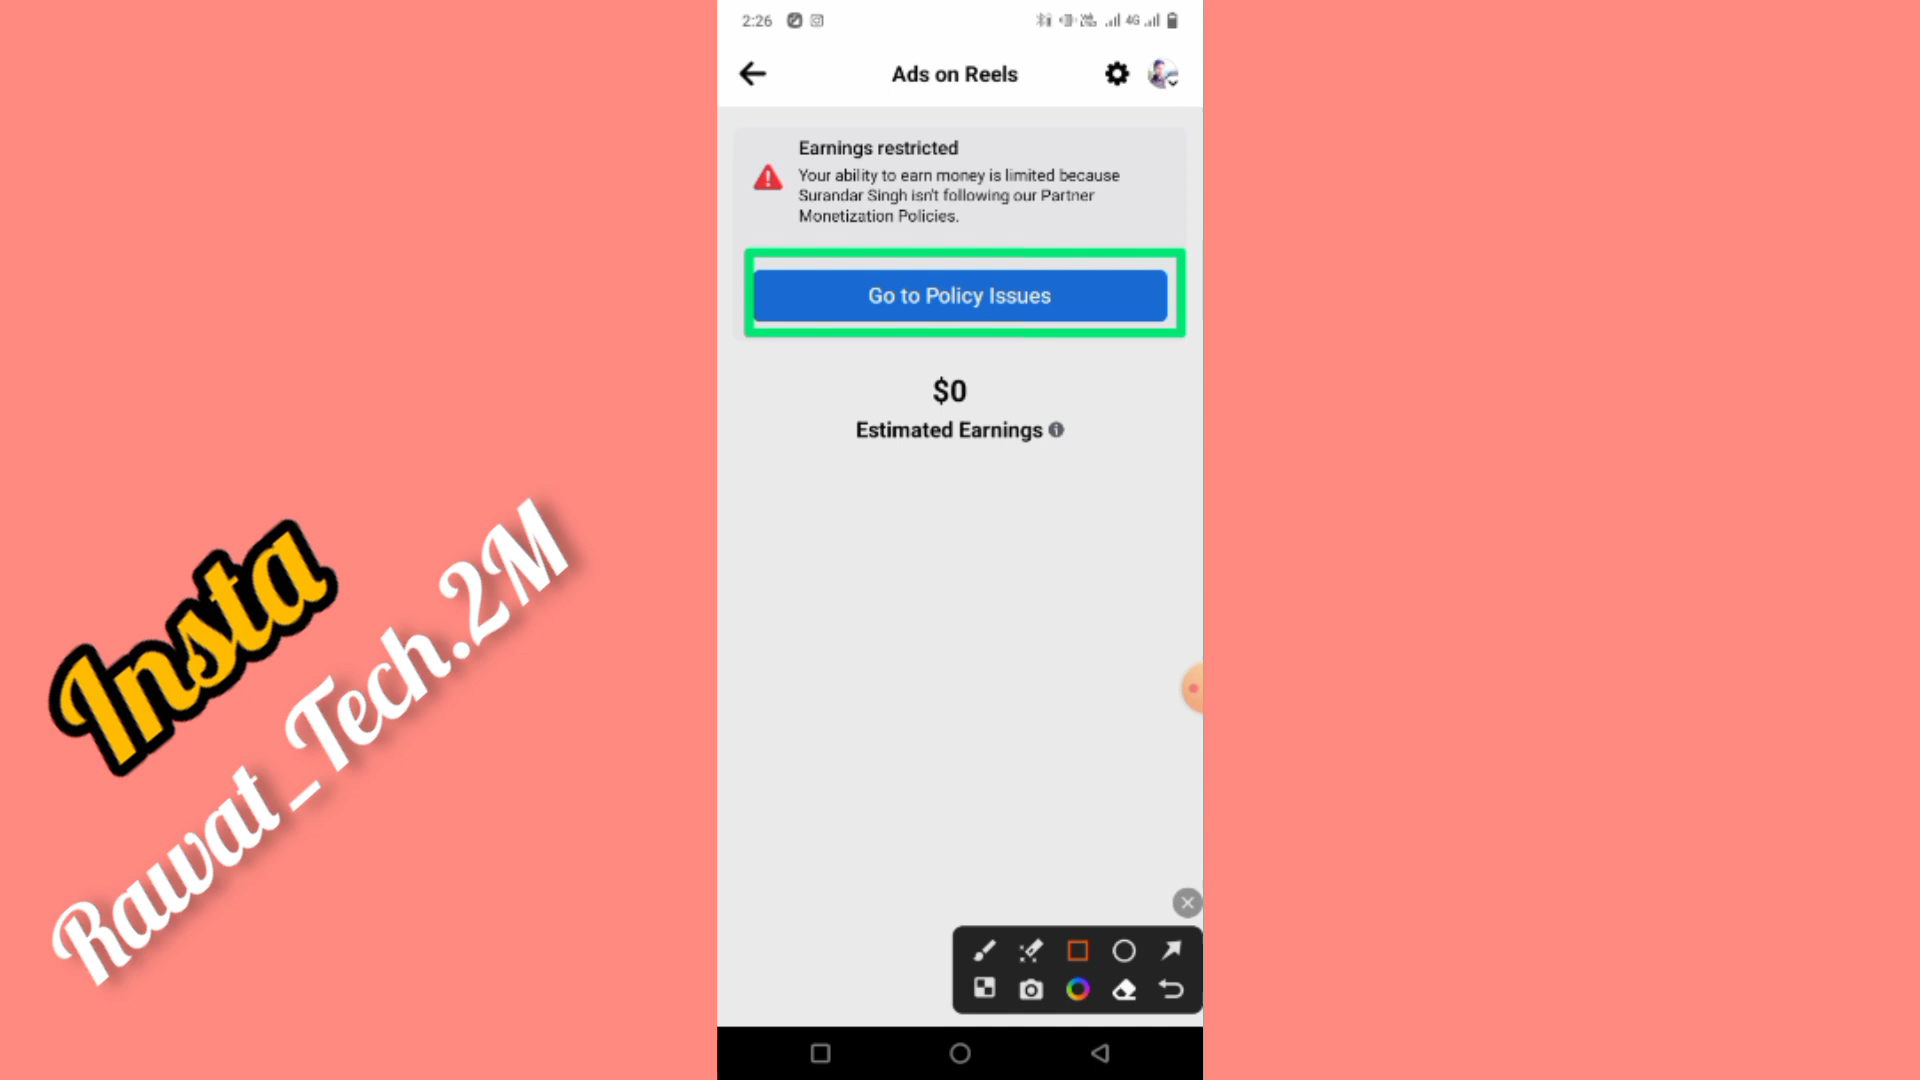 2:26
4G
Ads on Reels
Earnings restricted
Your ability to earn money is limited because
Surandar Singh isn't following our Partner
Monetization Policies.
Go to Policy Issues
$0
Estimated Earnings
Insta
Rawat_Tech.2M